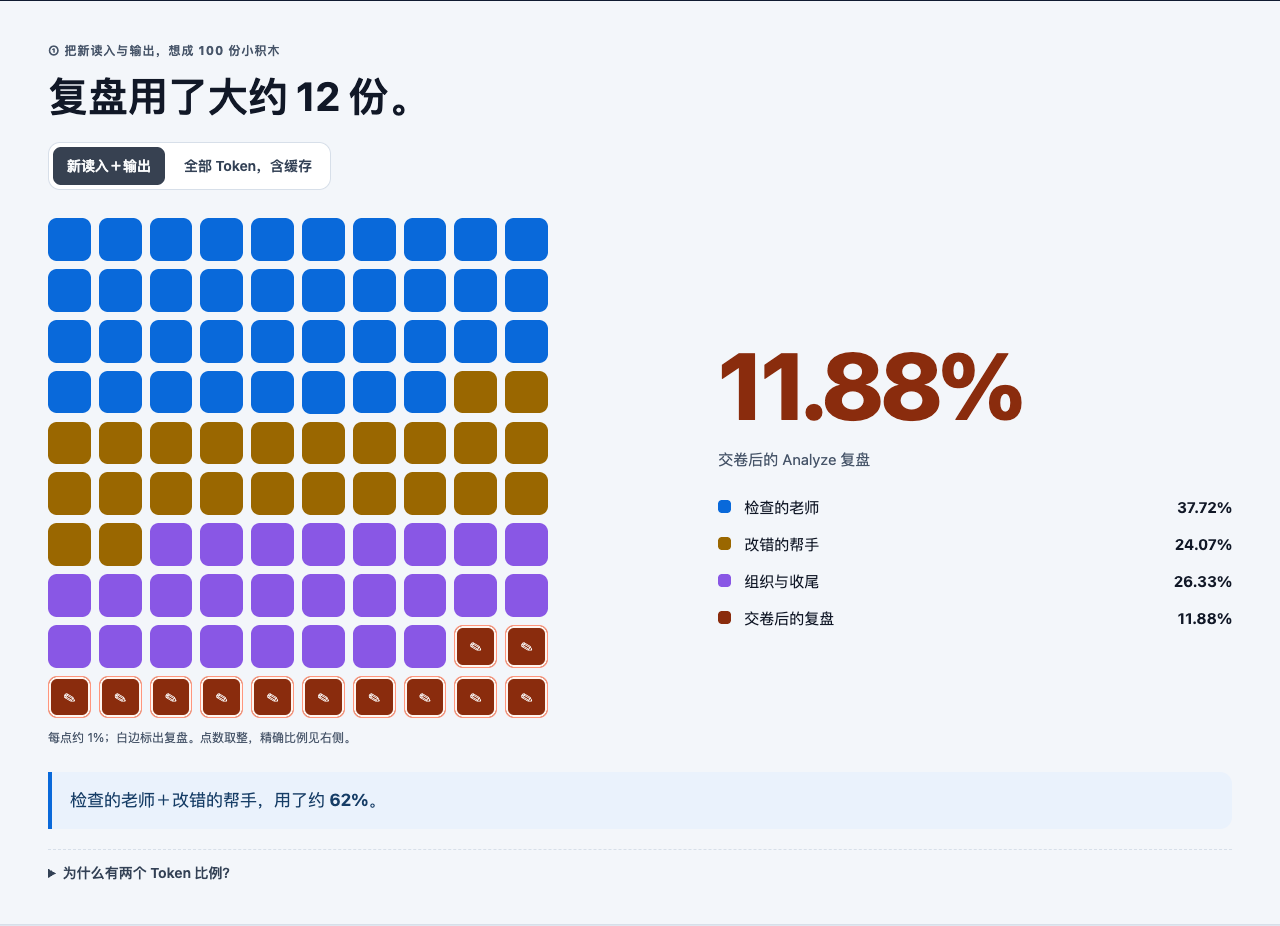 ① 把新读入与输出，想成 100 份小积木
复盘用了大约 12 份。
新读入＋输出
全部 Token，含缓存
11.88%
交卷后的 Analyze 复盘
检查的老师 37.72%
改错的帮手 24.07%
组织与收尾 26.33%
交卷后的复盘 11.88%
每点约 1%；白边标出复盘。点数取整，精确比例见右侧。
检查的老师＋改错的帮手，用了约 62%。
为什么有两个 Token 比例?